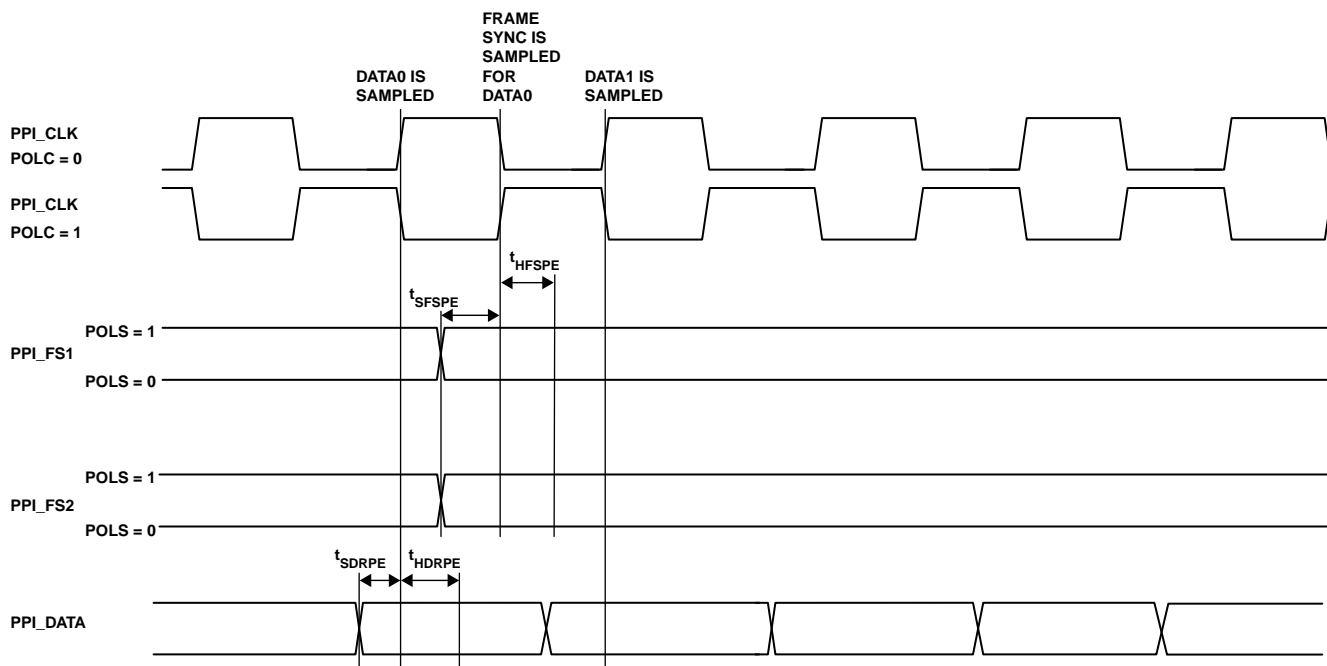 FRAME
SYNC IS
SAMPLED
FOR
DATA0
DATA0 IS
SAMPLED
DATA1 IS
SAMPLED
PPI_CLK
POLC = 0
PPI_CLK
POLC = 1
tHFSPE
tSFSPE
POLS = 1
PPI_FS1
POLS = 0
POLS = 1
PPI_FS2
POLS = 0
tSDRPE
tHDRPE
PPI_DATA